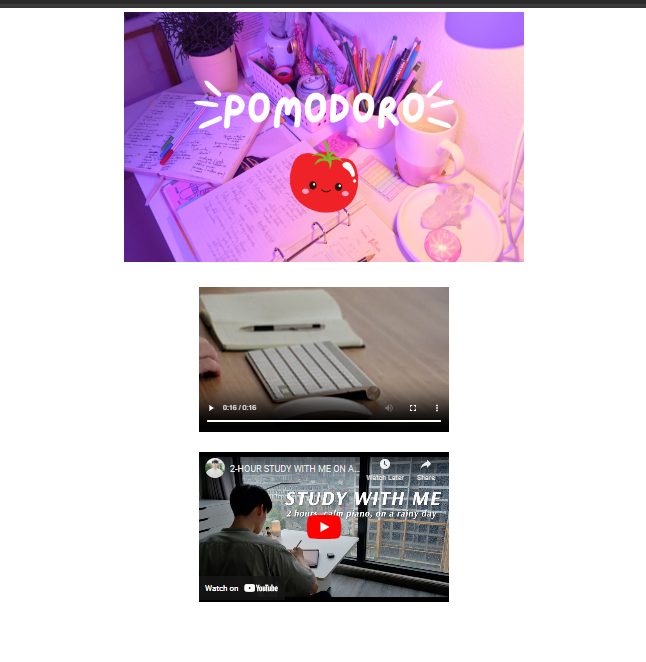 POMODORO
0:16 / 0:16
2-HOUR STUDY WITH ME ON A...
Watch Later
Share
STUDY WITH ME
2 hours, calm piano, on a rainy day
Watch on YouTube